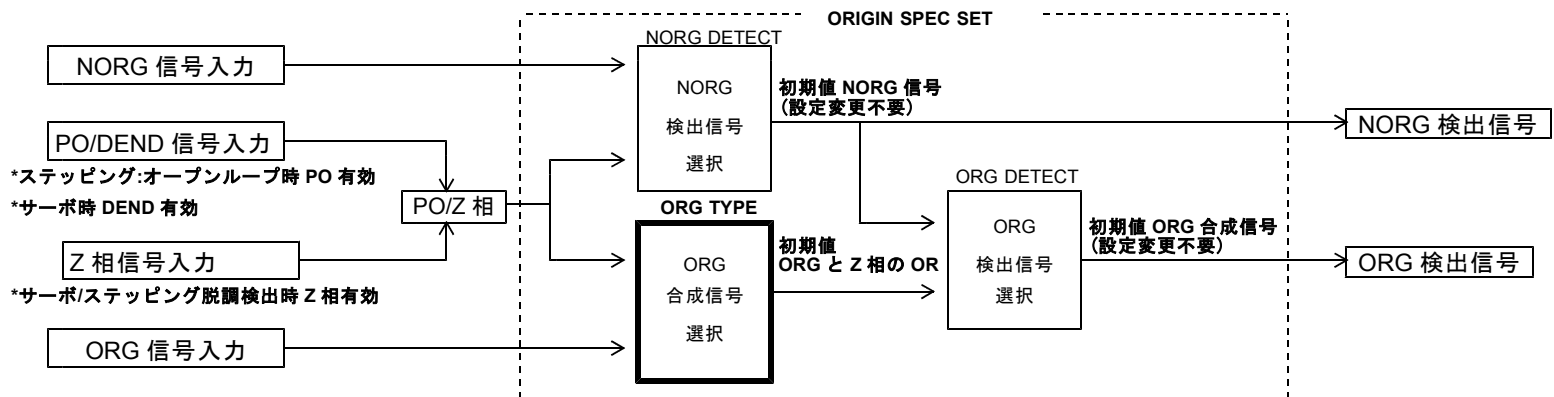 ORIGIN SPEC SET
NORG DETECT
NORG 信号入力
NORG
検出信号
選択
初期値 NORG 信号
(設定変更不要)
NORG 検出信号
PO/DEND 信号入力
*ステッピング:オープンループ時 PO 有効
*サーボ時 DEND 有効
PO/Z 相
Z 相信号入力
*サーボ/ステッピング脱調検出時 Z 相有効
ORG 信号入力
ORG TYPE
ORG
合成信号
選択
初期値
ORG と Z 相の OR
ORG DETECT
ORG
検出信号
選択
初期値 ORG 合成信号
(設定変更不要)
ORG 検出信号